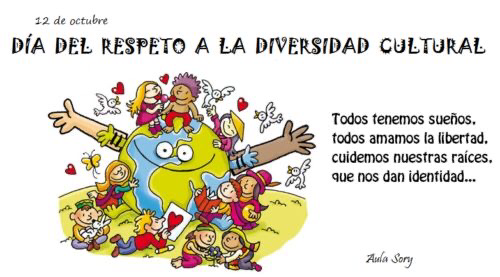 12 de octubre
DÍA DEL RESPETO A LA DIVERSIDAD CULTURAL
Todos tenemos sueños,
todos amamos la libertad,
cuidemos nuestras raíces,
que nos dan identidad...
Aula Sory